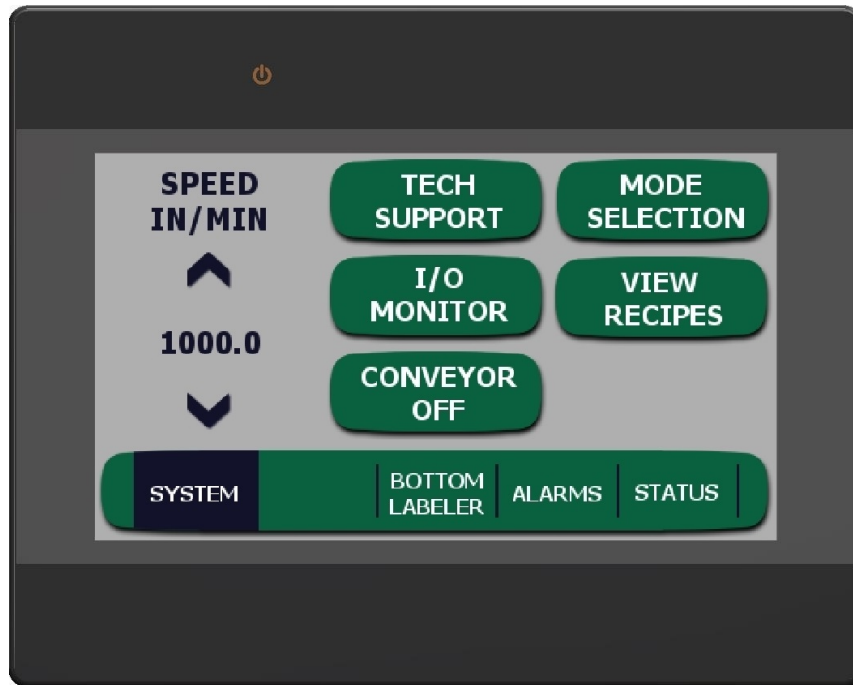 SPEED
IN/MIN
1000.0
TECH
SUPPORT
MODE
SELECTION
I/O
MONITOR
VIEW
RECIPES
CONVEYOR
OFF
SYSTEM
BOTTOM
LABELER
ALARMS
STATUS